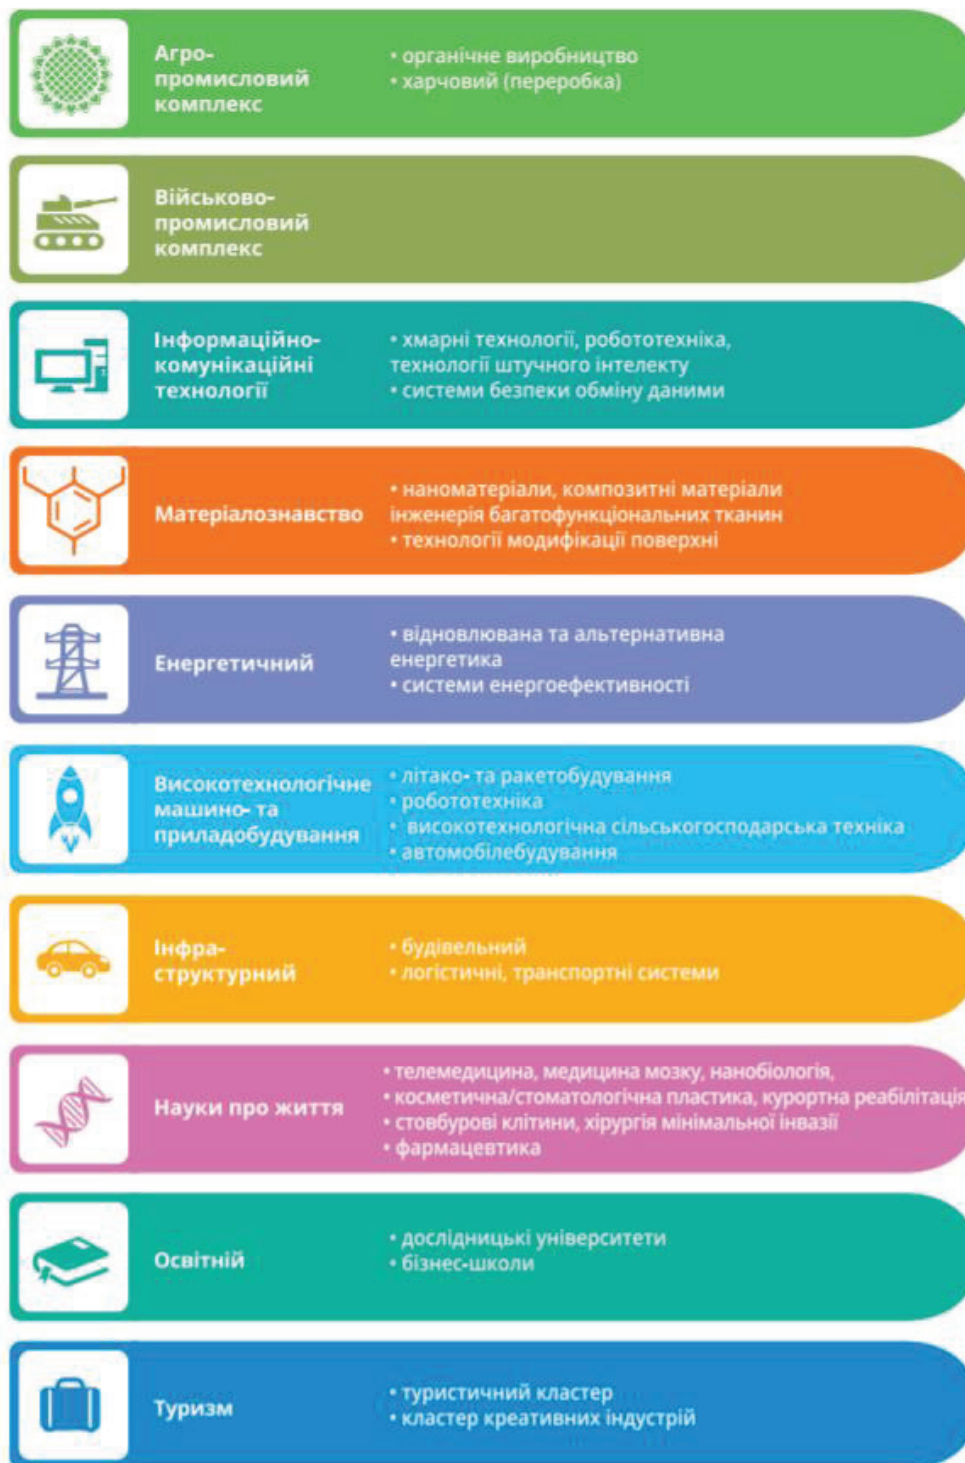 Агро-
промисловий
комплекс
• органічне виробництво
• харчовий (переробка)
Військово-
промисловий
комплекс
Інформаційно-
комунікаційні
технології
• хмарні технології, робототехніка,
технології штучного інтелекту
• системи безпеки обміну даними
Матеріалознавство
• наноматеріали, композитні матеріали
інженерія багатофункціональних тканин
• технології модифікації поверхні
Енергетичний
• відновлювана та альтернативна
енергетика
• системи енергоефективності
Високотехнологічне
машино- та
приладобудування
• літако- та ракетобудування
• робототехніка
• високотехнологічна сільськогосподарська техніка
• автомобілебудування
Інфра-
структурний
• будівельний
• логістичні, транспортні системи
Науки про життя
• телемедицина, медицина мозку, нанобіологія,
• косметична/стоматологічна пластика, курортна реабілітація
• стовбурові клітини, хірургія мінімальної інвазії
• фармацевтика
Освітній
• дослідницькі університети
• бізнес-школи
Туризм
• туристичний кластер
• кластер креативних індустрій